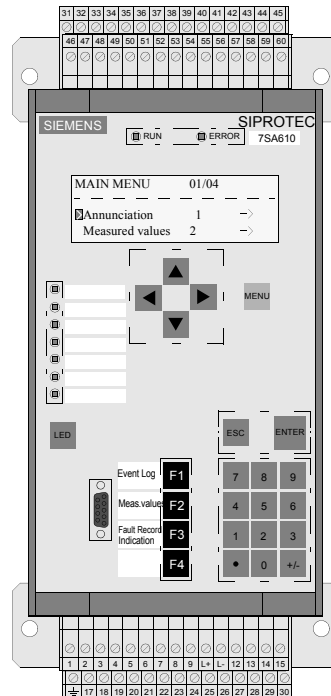 31 32 33 34 35 36 37 38 39 40 41 42 43 44 45
46 47 48 49 50 51 52 53 54 55 56 57 58 59 60
SIEMENS SIPROTEC
RUN ERROR 7SA610
MAIN MENU 01/04
Annunciation 1 –>
Measured values 2 –>
MENU
LED ESC ENTER
Event Log F1 7 8 9
Meas.values F2 4 5 6
Fault Record F3 1 2 3
Indication
F4 • 0 +/-
1 2 3 4 5 6 7 8 9 L+ L- 12 13 14 15
17 18 19 20 21 22 23 24 25 26 27 28 29 30